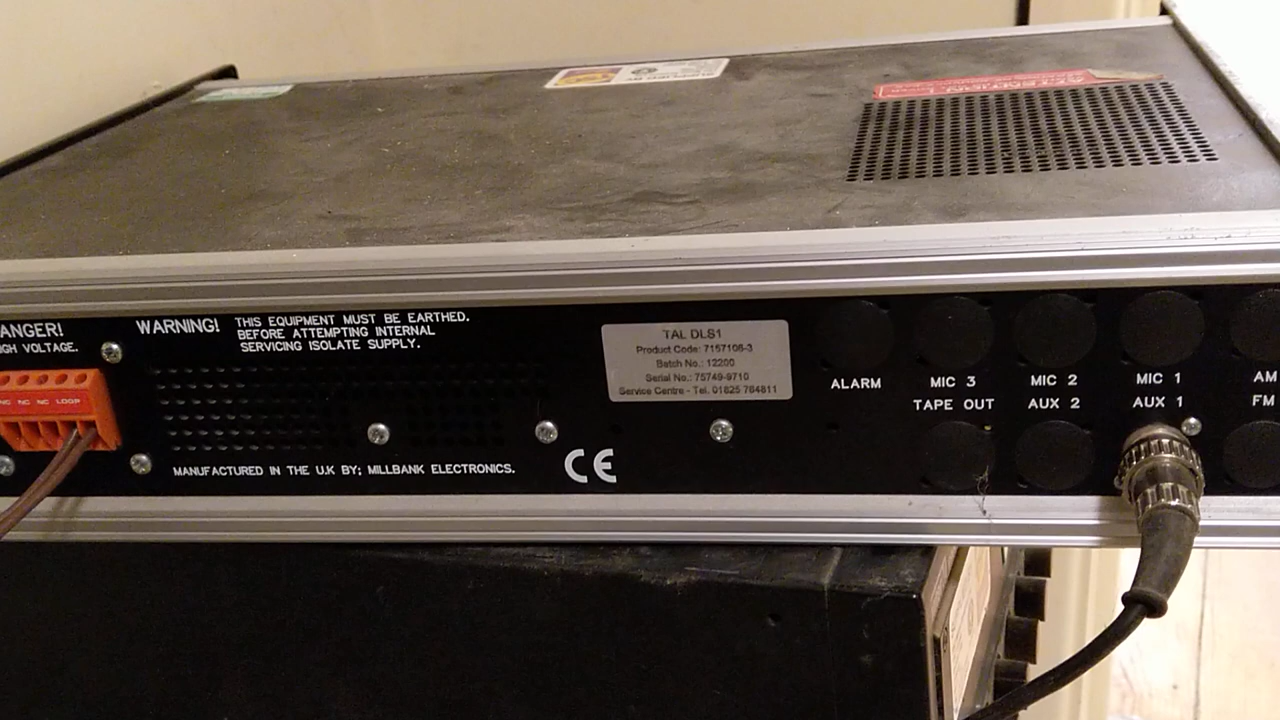 ATTENTION
SUPPLIED BY
ANGER!
IGH VOLTAGE.
WARNING!
THIS EQUIPMENT MUST BE EARTHED.
BEFORE ATTEMPTING INTERNAL
SERVICING ISOLATE SUPPLY.
NC NC LOOP
TAL DLS1
Product Code: 7157106-3
Batch No.: 12200
Serial No.: 75749-9710
Service Centre - Tel. 01825 764811
ALARM
MIC 3
TAPE OUT
MIC 2
AUX 2
MIC 1
AUX 1
AM
FM
MANUFACTURED IN THE U.K BY; MILLBANK ELECTRONICS.
CE